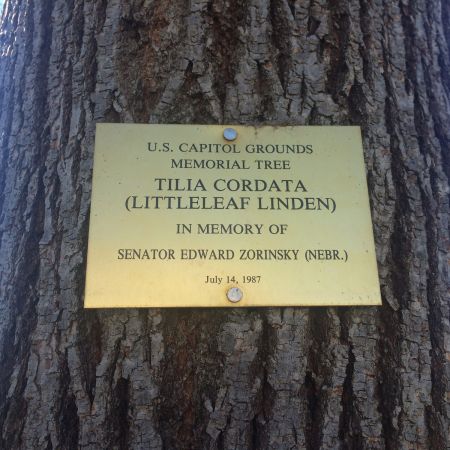 U.S. CAPITOL GROUNDS
MEMORIAL TREE
TILIA CORDATA
(LITTLELEAF LINDEN)
IN MEMORY OF
SENATOR EDWARD ZORINSKY (NEBR.)
July 14, 1987